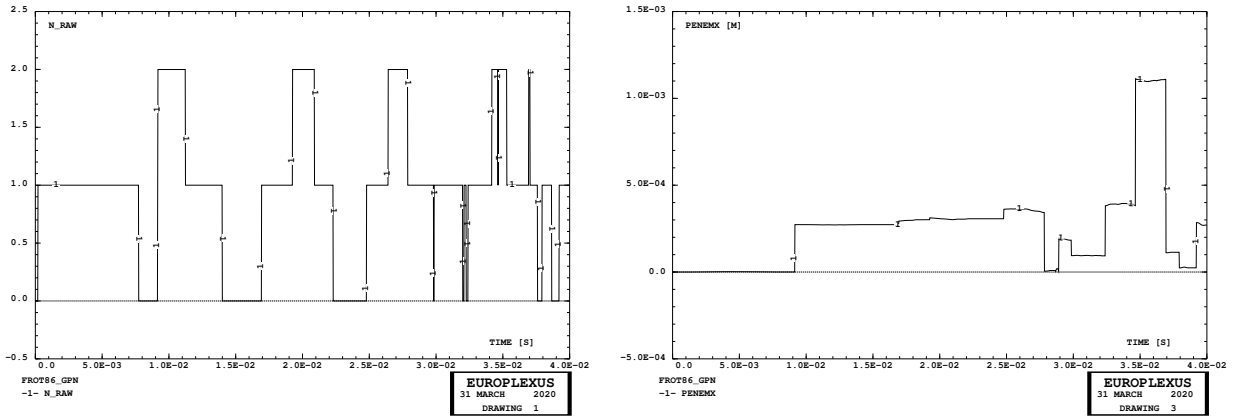 2.5
N_RAW
2.0
1.5
1.0
0.5
0.0
-0.5
TIME [S]
0.0 5.0E-03 1.0E-02 1.5E-02 2.0E-02 2.5E-02 3.0E-02 3.5E-02 4.0E-02
FROT86_GPN
-1- N_RAW
EUROPLEXUS
31 MARCH 2020
DRAWING 1
1.5E-03
PENEMX [M]
1.0E-03
5.0E-04
0.0
-5.0E-04
TIME [S]
0.0 5.0E-03 1.0E-02 1.5E-02 2.0E-02 2.5E-02 3.0E-02 3.5E-02 4.0E-02
FROT86_GPN
-1- PENEMX
EUROPLEXUS
31 MARCH 2020
DRAWING 3